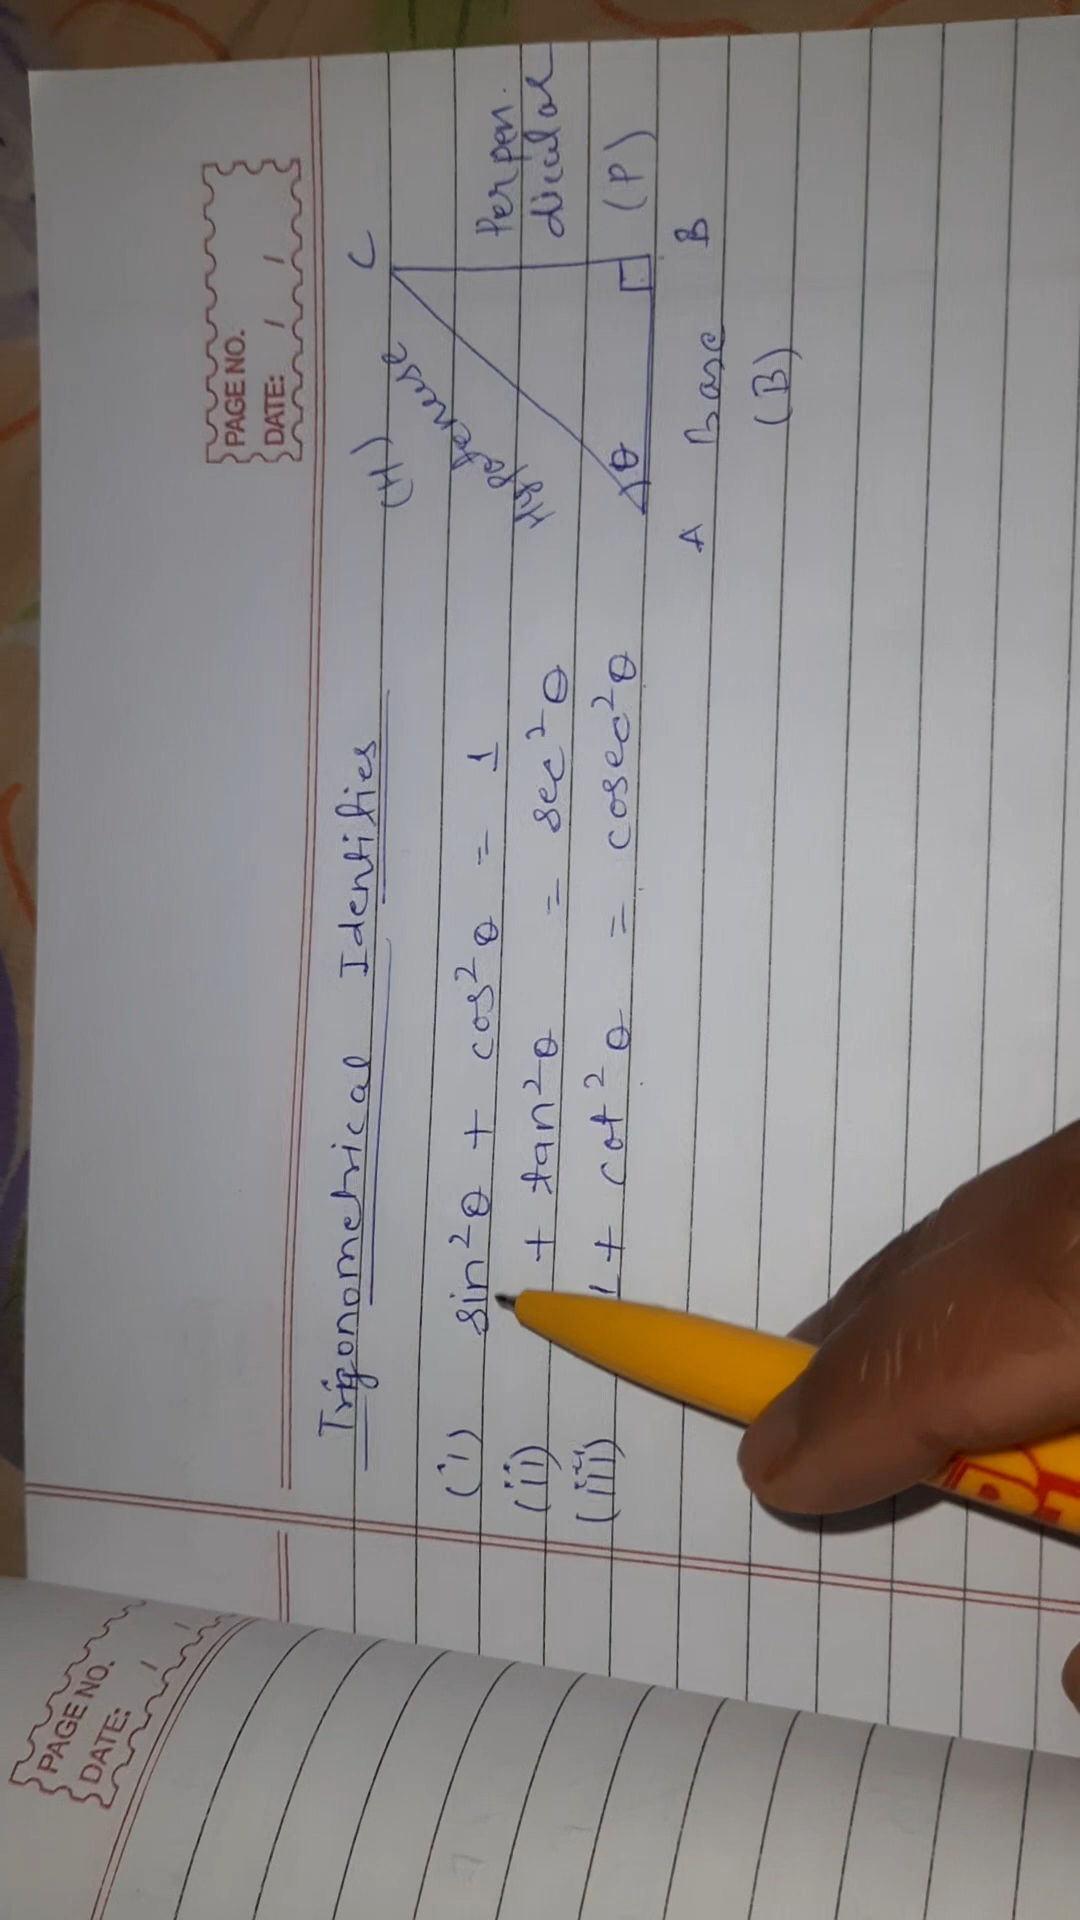 PAGE NO.
DATE: / /
Trigonometrical Identities
(i) sin²θ + cos²θ = 1
(ii) + tan²θ = sec²θ
(iii) 1 + cot²θ = cosec²θ
C
(H)
Hypotenuse
Perpen.
dicular
(P)
θ
A Base B
(B)
PAGE NO.
DATE: / /